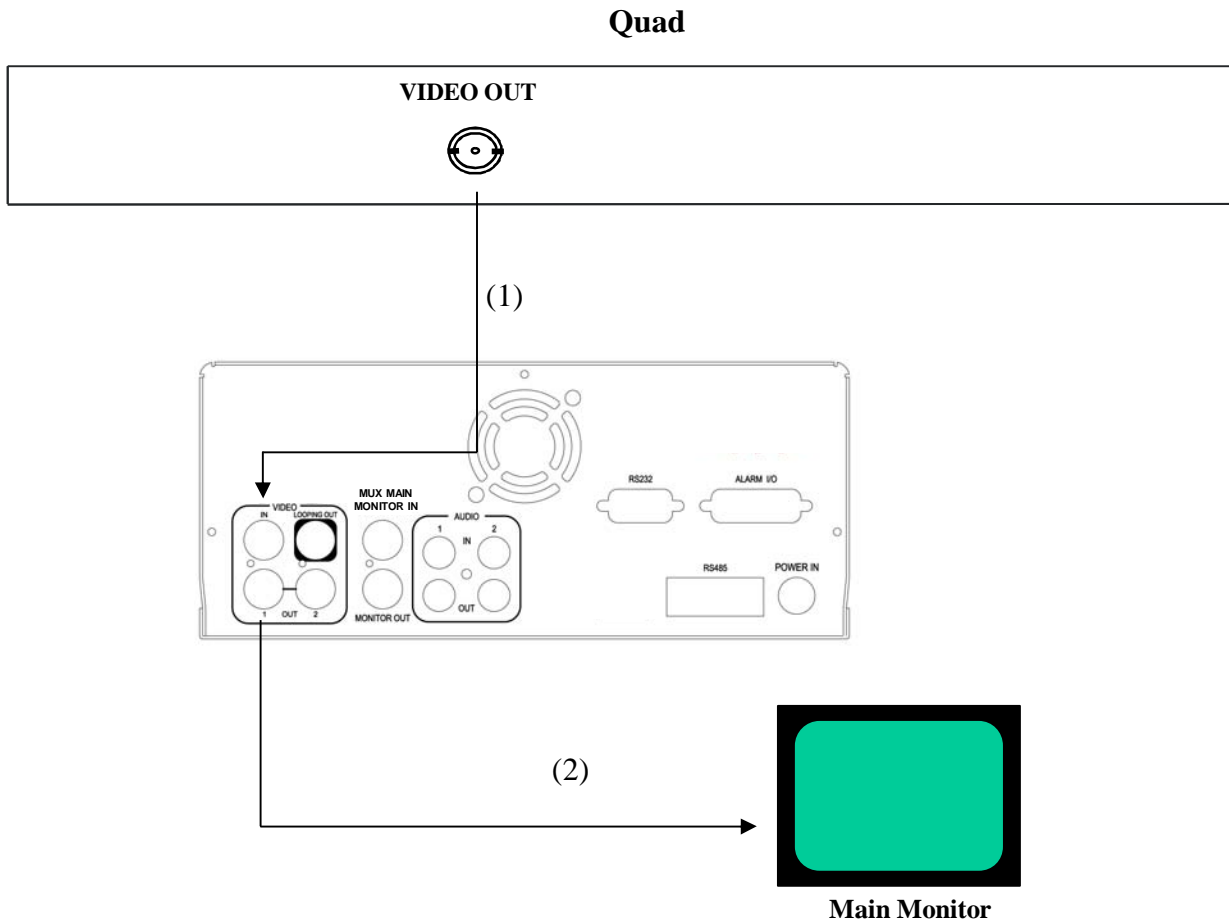 Quad
VIDEO OUT
(1)
RS232
ALARM I/O
VIDEO
IN
LOOPING OUT
MUX MAIN
MONITOR IN
AUDIO
1
2
IN
RS485
POWER IN
1
OUT
2
MONITOR OUT
OUT
(2)
Main Monitor